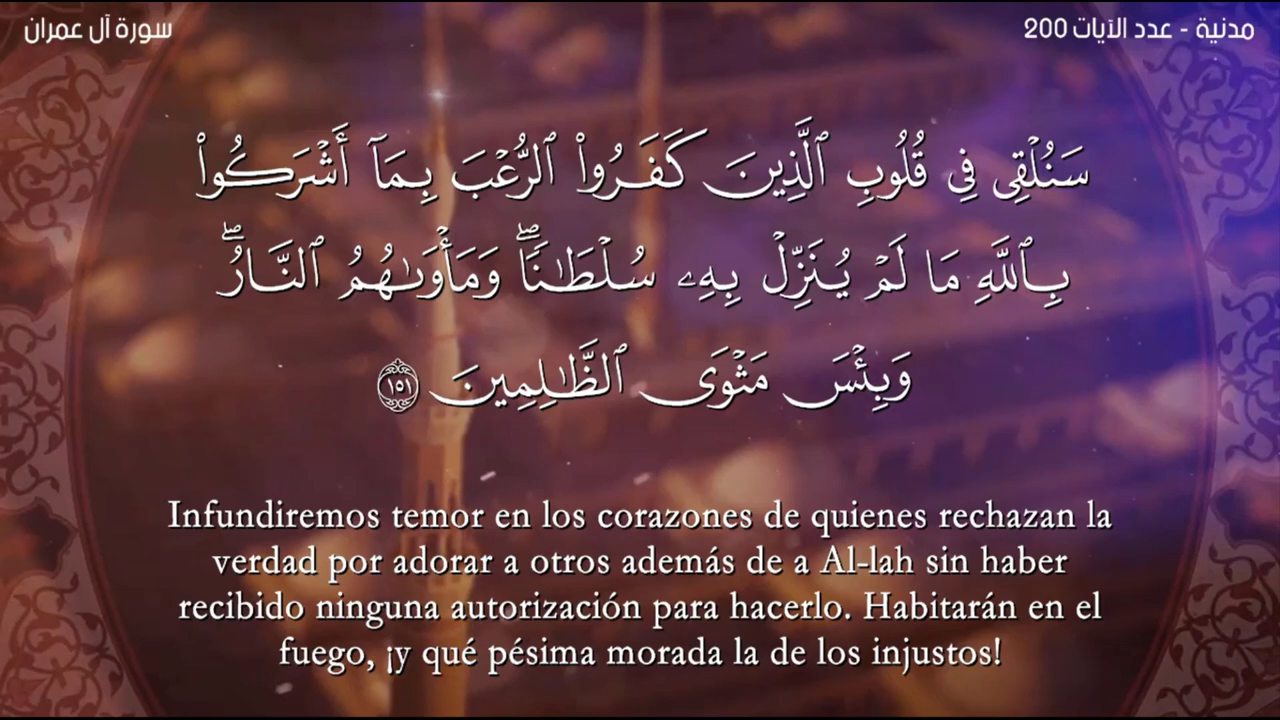 مدنية - عدد الآيات 200
سورة آل عمران
سَنُلْقِى فِى قُلُوبِ ٱلَّذِينَ كَفَرُوا۟ ٱلرُّعْبَ بِمَآ أَشْرَكُوا۟
بِٱللَّهِ مَا لَمْ يُنَزِّلْ بِهِۦ سُلْطَـٰنًۭا ۖ وَمَأْوَىٰهُمُ ٱلنَّارُ ۖ
وَبِئْسَ مَثْوَى ٱلظَّـٰلِمِينَ ١٥١
Infundiremos temor en los corazones de quienes rechazan la
verdad por adorar a otros además de a Al-lah sin haber
recibido ninguna autorización para hacerlo. Habitarán en el
fuego, ¡y qué pésima morada la de los injustos!